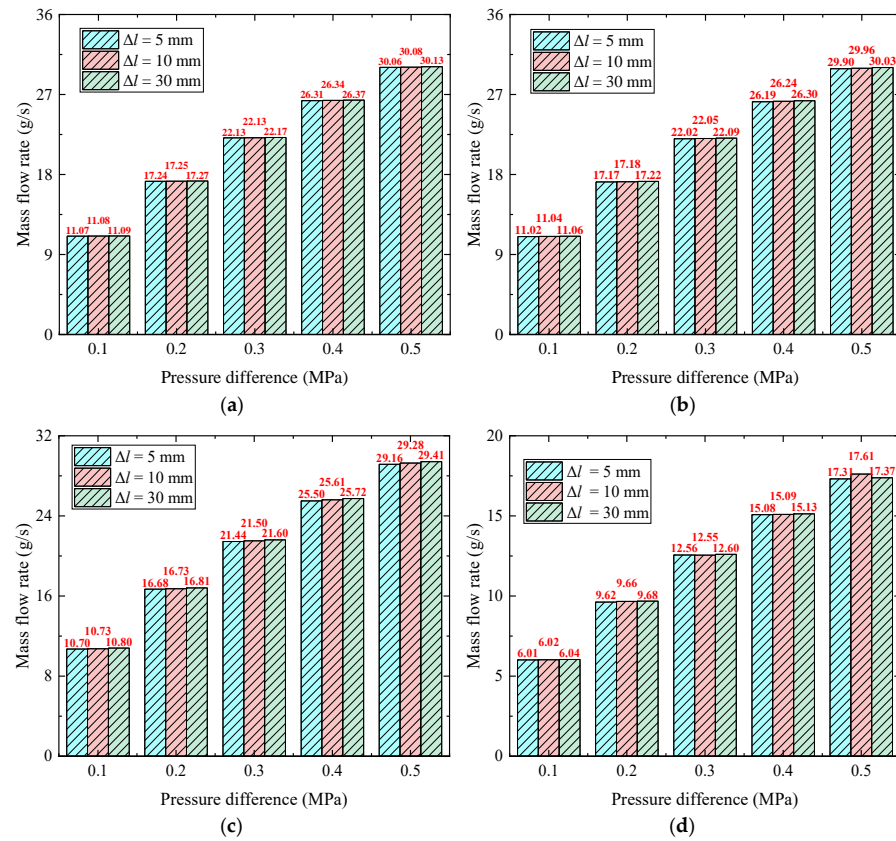 36
27
18
9
0
Mass flow rate (g/s)
Δl = 5 mm
Δl = 10 mm
Δl = 30 mm
11.08
11.07 11.09
17.25
17.24 17.27
22.13
22.13 22.17
26.34
26.31 26.37
30.08
30.06 30.13
0.1 0.2 0.3 0.4 0.5
Pressure difference (MPa)
(a)
36
27
18
9
0
Mass flow rate (g/s)
Δl = 5 mm
Δl = 10 mm
Δl = 30 mm
11.04
11.02 11.06
17.18
17.17 17.22
22.05
22.02 22.09
26.24
26.19 26.30
29.96
29.90 30.03
0.1 0.2 0.3 0.4 0.5
Pressure difference (MPa)
(b)
32
24
16
8
0
Mass flow rate (g/s)
Δl = 5 mm
Δl = 10 mm
Δl = 30 mm
10.73
10.70 10.80
16.73
16.68 16.81
21.50
21.44 21.60
25.61
25.50 25.72
29.28
29.16 29.41
0.1 0.2 0.3 0.4 0.5
Pressure difference (MPa)
(c)
20
15
10
5
0
Mass flow rate (g/s)
Δl = 5 mm
Δl = 10 mm
Δl = 30 mm
6.02
6.01 6.04
9.66
9.62 9.68
12.55
12.56 12.60
15.09
15.08 15.13
17.61
17.31 17.37
0.1 0.2 0.3 0.4 0.5
Pressure difference (MPa)
(d)